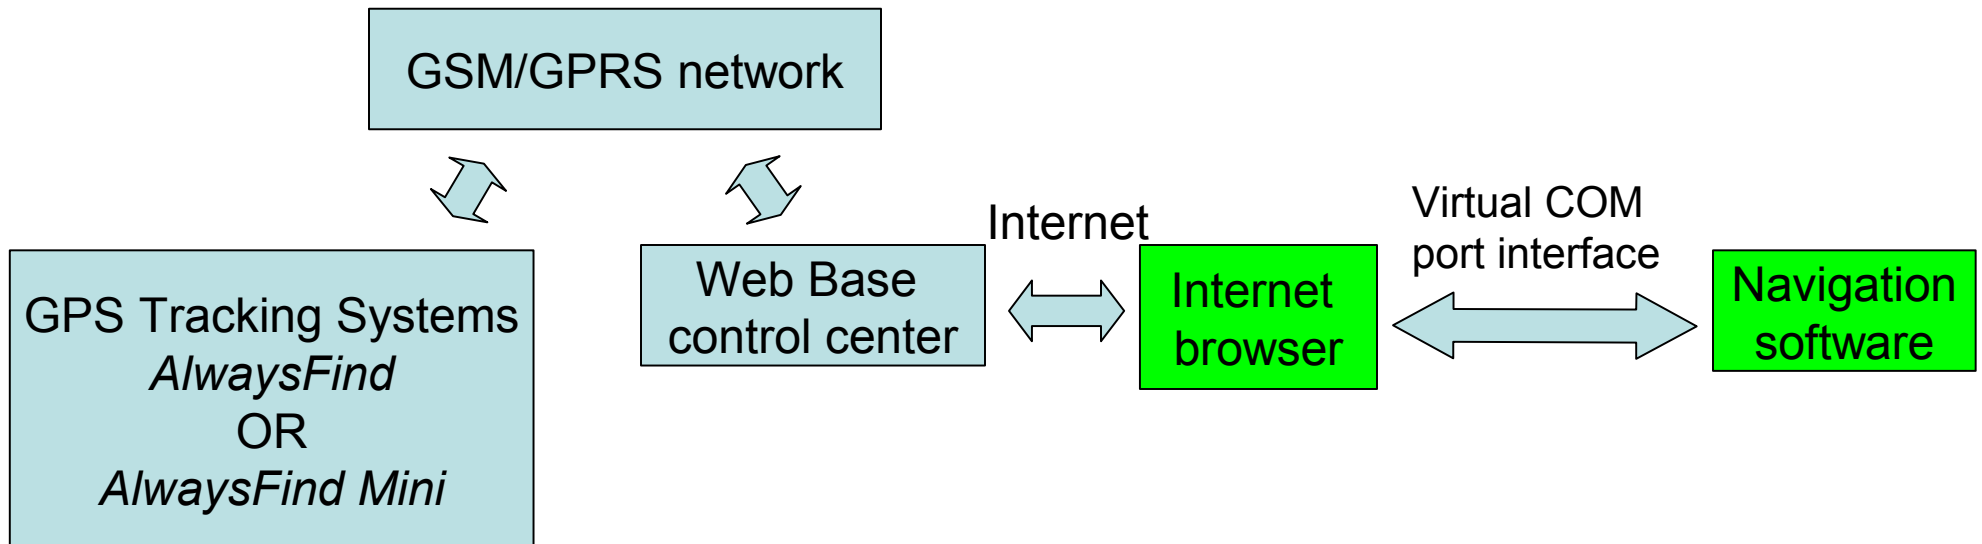 GSM/GPRS network
GPS Tracking Systems
AlwaysFind
OR
AlwaysFind Mini
Web Base
control center
Internet
Internet
browser
Virtual COM
port interface
Navigation
software